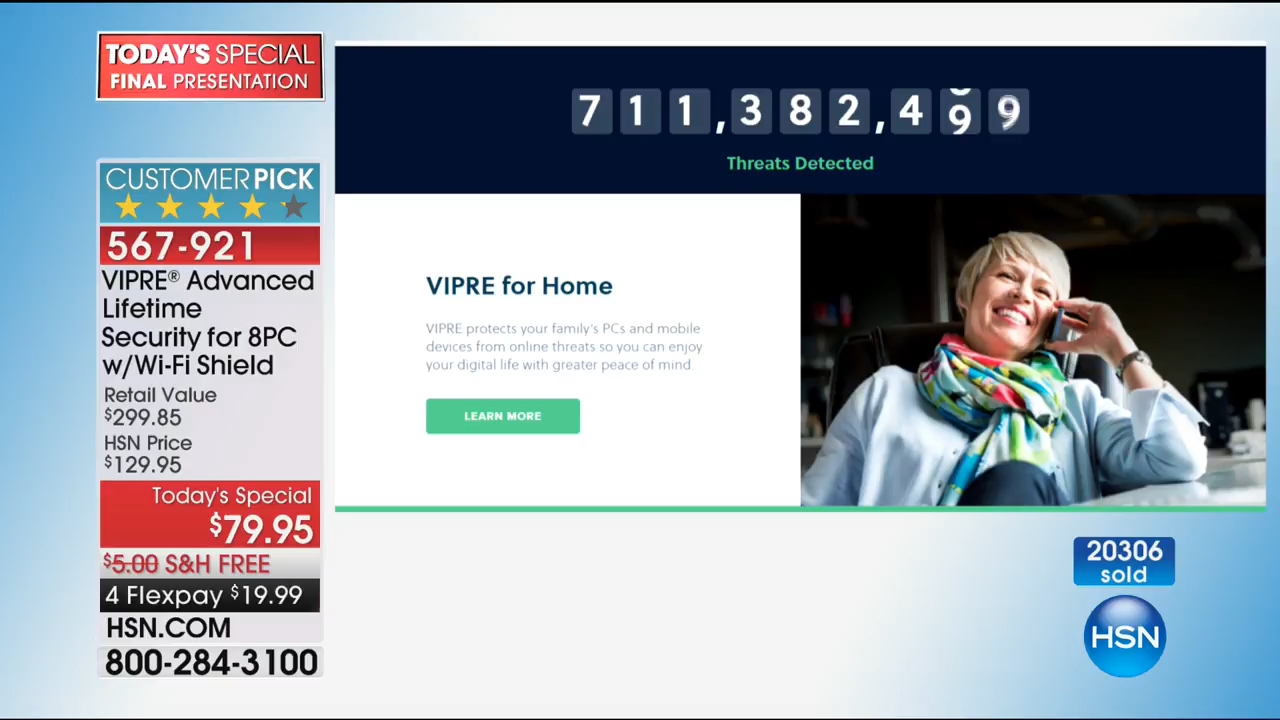 TODAY'S SPECIAL
FINAL PRESENTATION
CUSTOMER PICK
567-921
VIPRE® Advanced
Lifetime
Security for 8PC
w/Wi-Fi Shield
Retail Value
$299.85
HSN Price
$129.95
Today's Special
$79.95
$5.00 S&H FREE
4 Flexpay $19.99
HSN.COM
800-284-3100
711,382,499
Threats Detected
VIPRE for Home
VIPRE protects your family's PCs and mobile
devices from online threats so you can enjoy
your digital life with greater peace of mind.
LEARN MORE
20306
sold
HSN